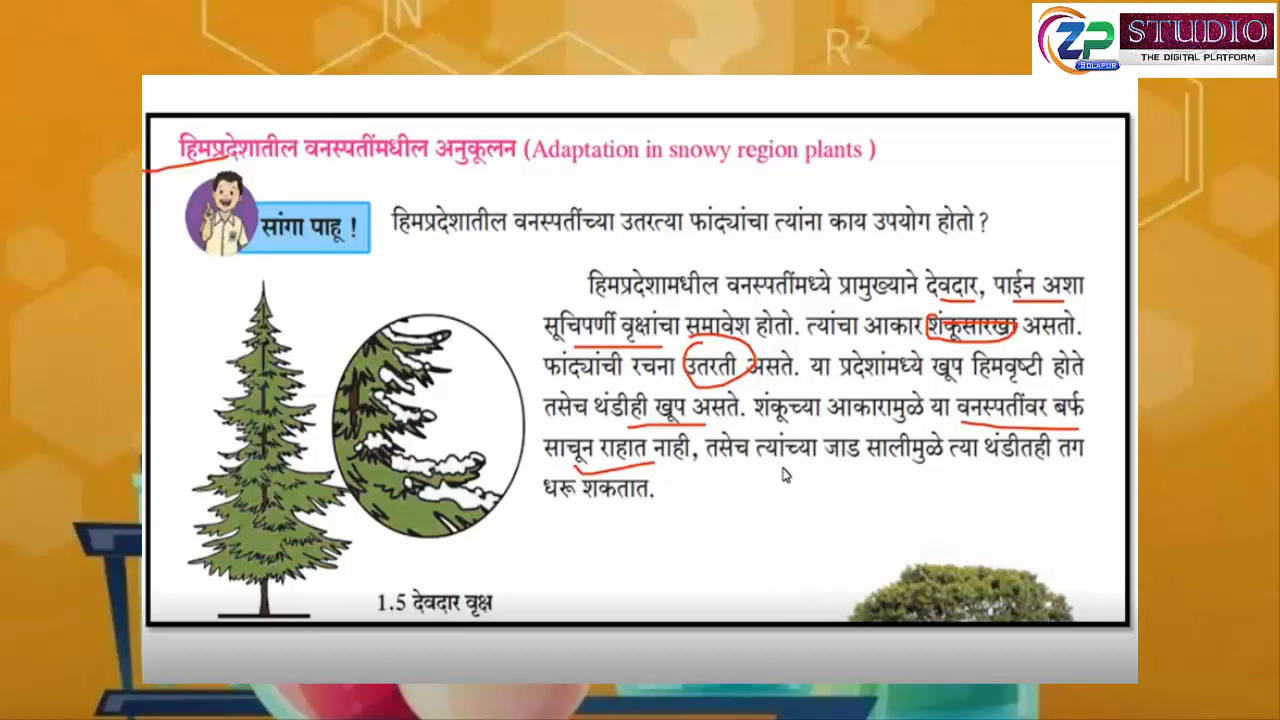 N
R²
ZP
SOLAPUR
STUDIO
THE DIGITAL PLATFORM
हिमप्रदेशातील वनस्पतींमधील अनुकूलन (Adaptation in snowy region plants )
सांगा पाहू !
हिमप्रदेशातील वनस्पतींच्या उतरत्या फांद्यांचा त्यांना काय उपयोग होतो ?
हिमप्रदेशामधील वनस्पतींमध्ये प्रामुख्याने देवदार, पाईन अशा
सूचिपर्णी वृक्षांचा समावेश होतो. त्यांचा आकार शंकूसारखा असतो.
फांद्यांची रचना उतरती असते. या प्रदेशांमध्ये खूप हिमवृष्टी होते
तसेच थंडीही खूप असते. शंकूच्या आकारामुळे या वनस्पतींवर बर्फ
साचून राहात नाही, तसेच त्यांच्या जाड सालीमुळे त्या थंडीतही तग
धरू शकतात.
1.5 देवदार वृक्ष